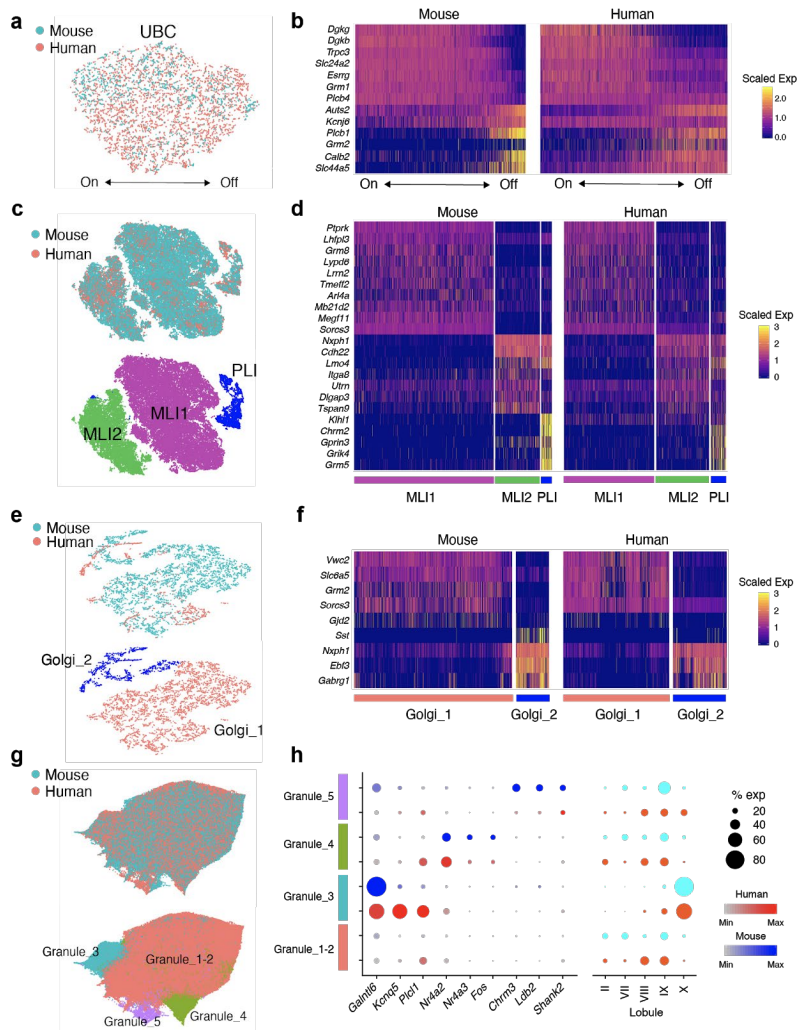 a
Mouse
Human
UBC
On
Off
b
Mouse
Human
Dgkg
Dgkb
Trpc3
Slc24a2
Esrrg
Grm1
Plcb4
Auts2
Kcnj6
Plcb1
Grm2
Calb2
Slc44a5
On
Off
On
Off
Scaled Exp
2.0
1.0
0.0
c
Mouse
Human
PLI
MLI1
MLI2
d
Mouse
Human
Ptprk
Lhfpl3
Grm8
Lypd6
Lrm2
Tmeff2
Arl4a
Mb21d2
Megf11
Sorcs3
Nxph1
Cdh22
Lmo4
Itga8
Utrn
Dlgap3
Tspan9
Klhl1
Chrm2
Gprin3
Grik4
Grm5
MLI1
MLI2
PLI
MLI1
MLI2
PLI
Scaled Exp
3
2
1
0
e
Mouse
Human
Golgi_2
Golgi_1
f
Mouse
Human
Vwc2
Slc6a5
Grm2
Sorcs3
Gjd2
Sst
Nxph1
Ebf3
Gabrg1
Golgi_1
Golgi_2
Golgi_1
Golgi_2
Scaled Exp
3
2
1
0
g
Mouse
Human
Granule_3
Granule_1-2
Granule_4
Granule_5
h
Granule_5
Granule_4
Granule_3
Granule_1-2
Galntl6
Kcnq5
Plcl1
Nr4a2
Nr4a3
Fos
Chrm3
Ldb2
Shank2
II
VII
VIII
IX
X
Lobule
% exp
20
40
60
80
Human
Min
Max
Mouse
Min
Max